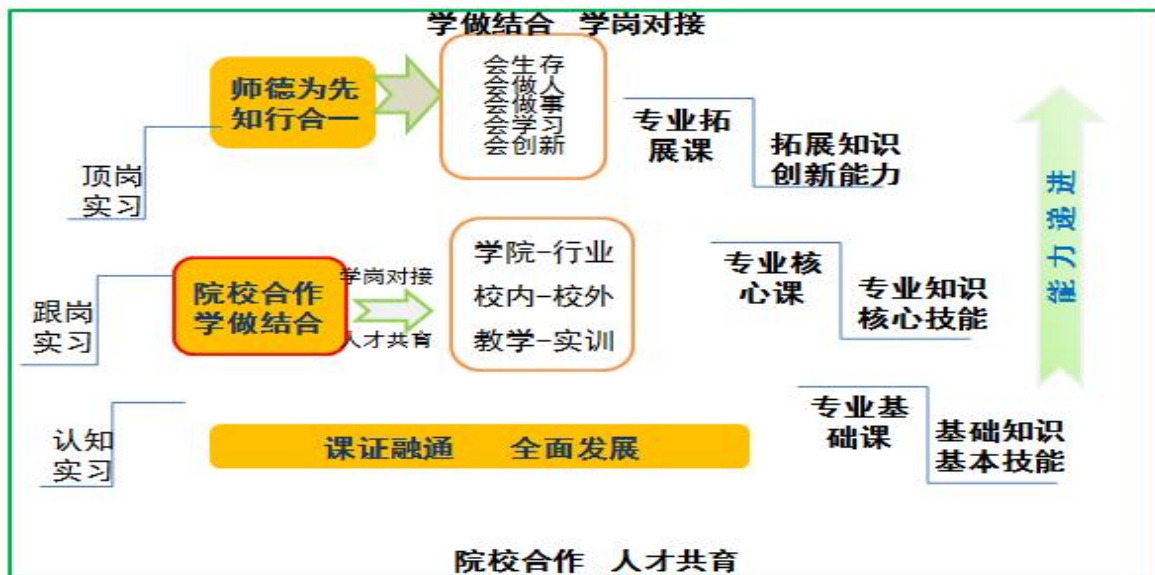 学做结合 学岗对接
师德为先
知行合一
会生存
会做人
会做事
会学习
会创新
专业拓
展课
拓展知识
创新能力
顶岗
实习
能力递进
院校合作
学做结合
学岗对接
人才共育
学院-行业
校内-校外
教学-实训
专业核
心课
专业知识
核心技能
跟岗
实习
认知
实习
课证融通 全面发展
专业基
础课
基础知识
基本技能
院校合作 人才共育